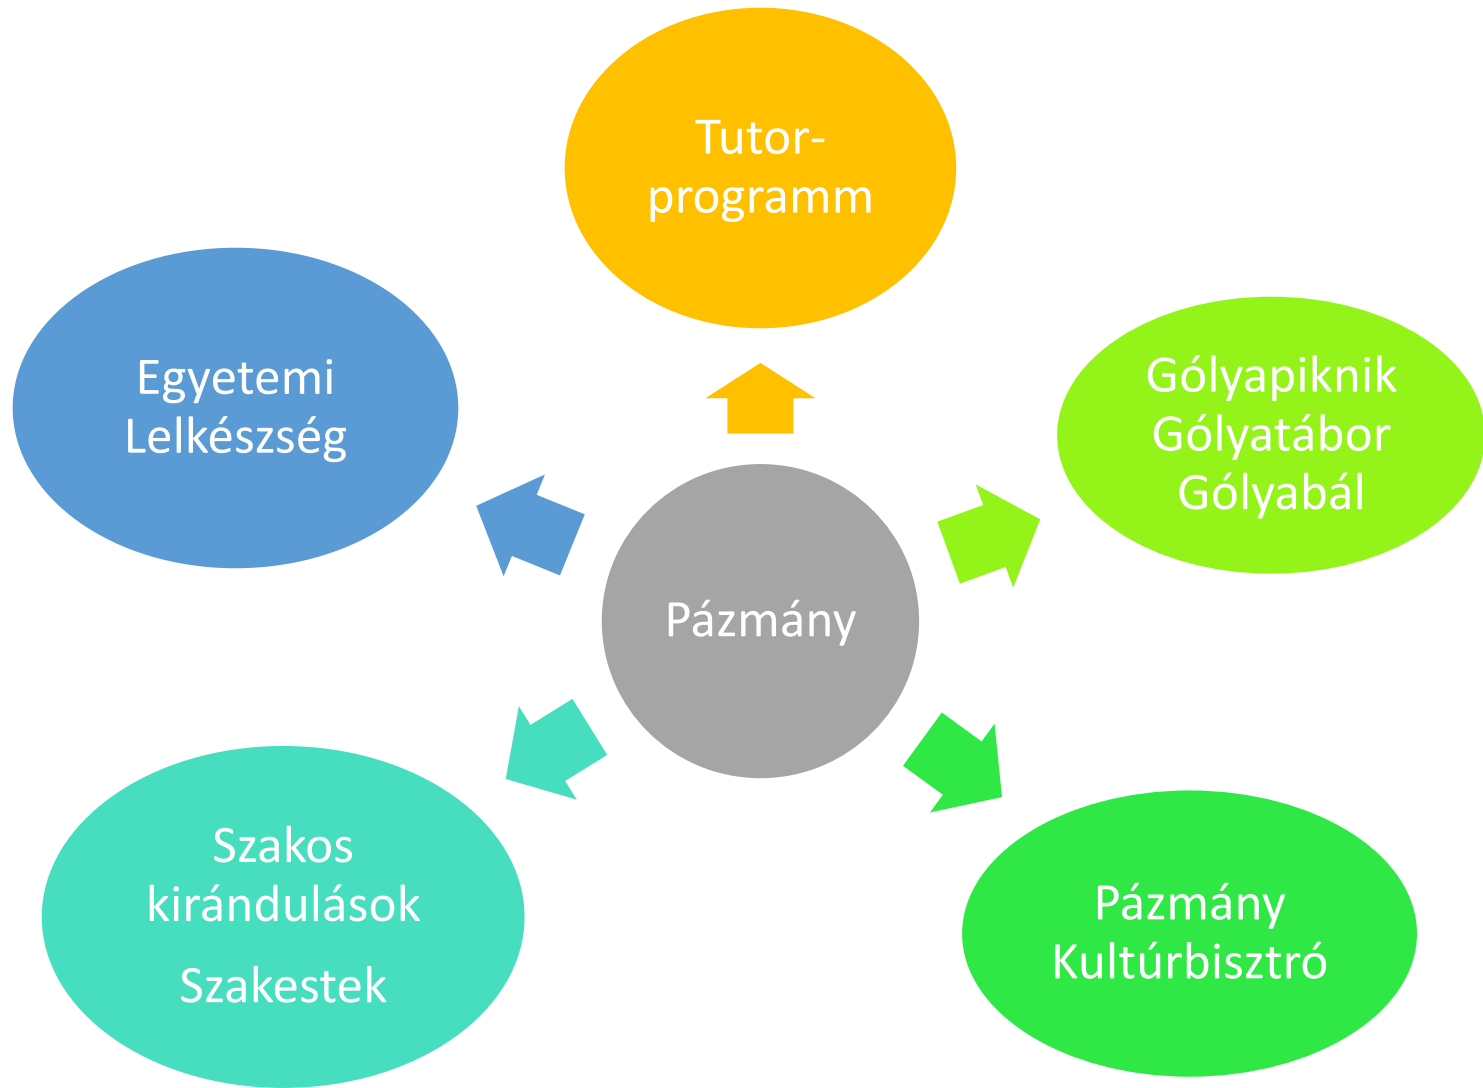 Tutor-
programm
Egyetemi
Lelkészség
Gólyapiknik
Gólyatábor
Gólyabál
Pázmány
Szakos
kirándulások
Szakestek
Pázmány
Kultúrbisztró